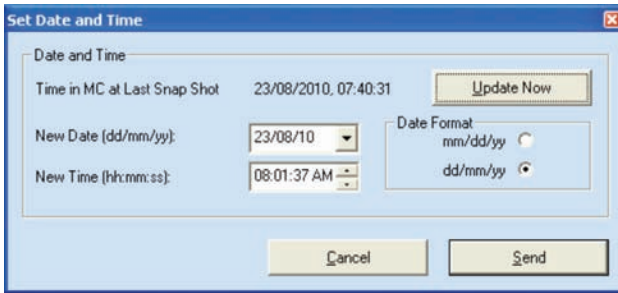 Set Date and Time
Date and Time
Time in MC at Last Snap Shot 23/08/2010, 07:40:31 Update Now
Date Format
New Date (dd/mm/yy): 23/08/10 mm/dd/yy
New Time (hh:mm:ss): 08:01:37 AM dd/mm/yy
Cancel Send